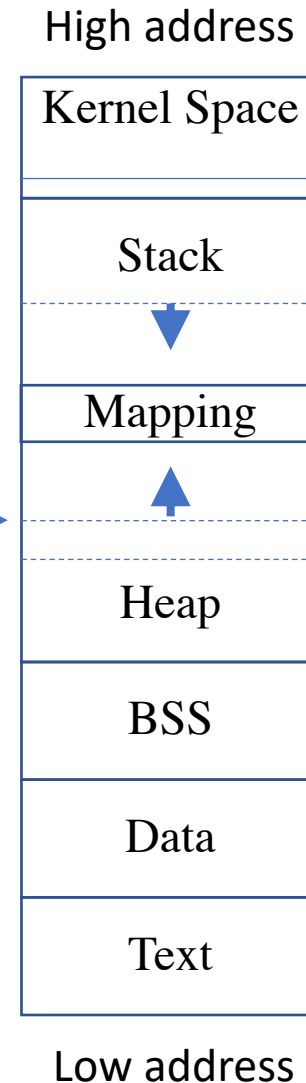 High address
Kernel Space
Stack
Mapping
Heap
BSS
Data
Text
Low address